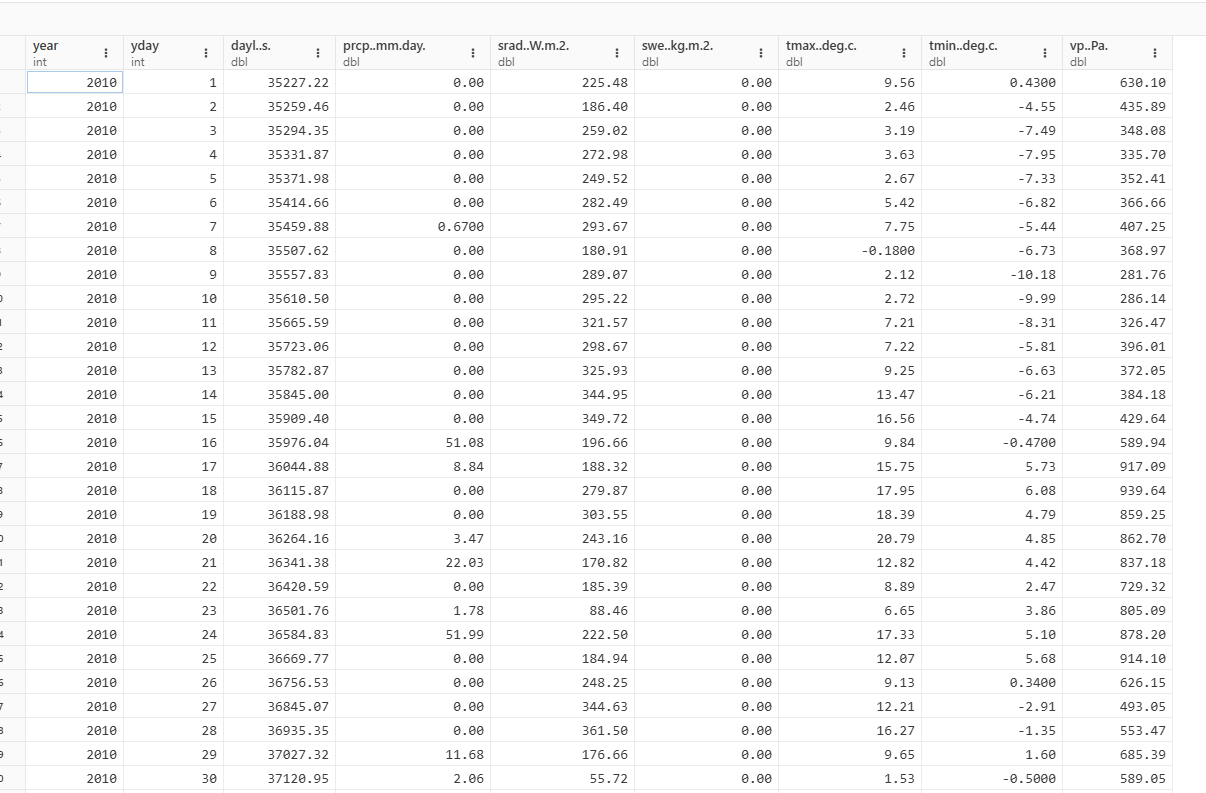 year yday dayl..s. prcp..mm.day. srad..W.m.2. swe..kg.m.2. tmax..deg.c. tmin..deg.c. vp..Pa.
int int dbl dbl dbl dbl dbl dbl dbl
2010 1 35227.22 0.00 225.48 0.00 9.56 0.4300 630.10
2010 2 35259.46 0.00 186.40 0.00 2.46 -4.55 435.89
2010 3 35294.35 0.00 259.02 0.00 3.19 -7.49 348.08
2010 4 35331.87 0.00 272.98 0.00 3.63 -7.95 335.70
2010 5 35371.98 0.00 249.52 0.00 2.67 -7.33 352.41
2010 6 35414.66 0.00 282.49 0.00 5.42 -6.82 366.66
2010 7 35459.88 0.6700 293.67 0.00 7.75 -5.44 407.25
2010 8 35507.62 0.00 180.91 0.00 -0.1800 -6.73 368.97
2010 9 35557.83 0.00 289.07 0.00 2.12 -10.18 281.76
2010 10 35610.50 0.00 295.22 0.00 2.72 -9.99 286.14
2010 11 35665.59 0.00 321.57 0.00 7.21 -8.31 326.47
2010 12 35723.06 0.00 298.67 0.00 7.22 -5.81 396.01
2010 13 35782.87 0.00 325.93 0.00 9.25 -6.63 372.05
2010 14 35845.00 0.00 344.95 0.00 13.47 -6.21 384.18
2010 15 35909.40 0.00 349.72 0.00 16.56 -4.74 429.64
2010 16 35976.04 51.08 196.66 0.00 9.84 -0.4700 589.94
2010 17 36044.88 8.84 188.32 0.00 15.75 5.73 917.09
2010 18 36115.87 0.00 279.87 0.00 17.95 6.08 939.64
2010 19 36188.98 0.00 303.55 0.00 18.39 4.79 859.25
2010 20 36264.16 3.47 243.16 0.00 20.79 4.85 862.70
2010 21 36341.38 22.03 170.82 0.00 12.82 4.42 837.18
2010 22 36420.59 0.00 185.39 0.00 8.89 2.47 729.32
2010 23 36501.76 1.78 88.46 0.00 6.65 3.86 805.09
2010 24 36584.83 51.99 222.50 0.00 17.33 5.10 878.20
2010 25 36669.77 0.00 184.94 0.00 12.07 5.68 914.10
2010 26 36756.53 0.00 248.25 0.00 9.13 0.3400 626.15
2010 27 36845.07 0.00 344.63 0.00 12.21 -2.91 493.05
2010 28 36935.35 0.00 361.50 0.00 16.27 -1.35 553.47
2010 29 37027.32 11.68 176.66 0.00 9.65 1.60 685.39
2010 30 37120.95 2.06 55.72 0.00 1.53 -0.5000 589.05